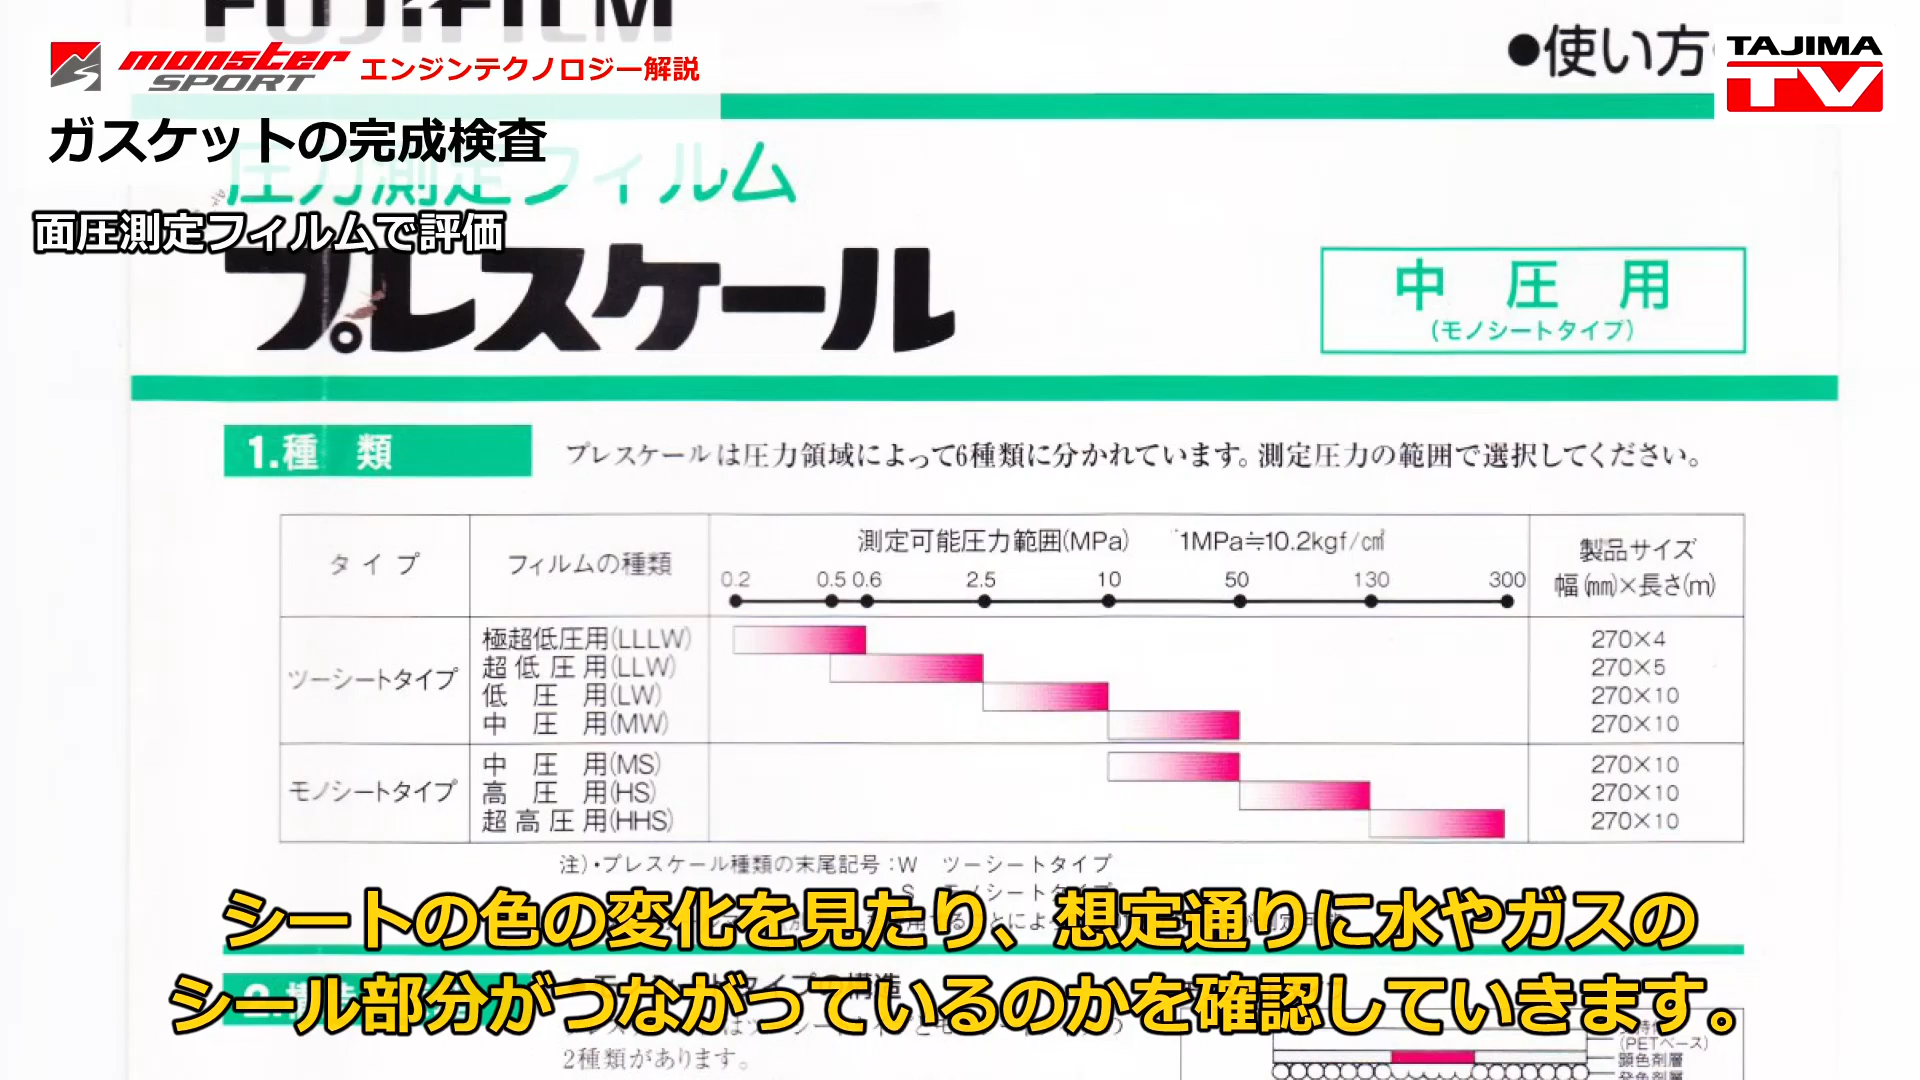 FUJIFILM
monster SPORT エンジンテクノロジー解説
●使い方
TAJIMA TV
ガスケットの完成検査
圧力測定フィルム
面圧測定フィルムで評価
プレスケール
中圧用
(モノシートタイプ)
1.種類
プレスケールは圧力領域によって6種類に分かれています。測定圧力の範囲で選択してください。
タイプ
フィルムの種類
測定可能圧力範囲(MPa) 1MPa≒10.2kgf/c㎡
0.2 0.5 0.6 2.5 10 50 130 300
製品サイズ
幅(㎜)×長さ(m)
ツーシートタイプ
極超低圧用(LLLW) 270×4
超低圧用(LLW) 270×5
低圧用(LW) 270×10
中圧用(MW) 270×10
モノシートタイプ
中圧用(MS) 270×10
高圧用(HS) 270×10
超高圧用(HHS) 270×10
注)・プレスケール種類の末尾記号:W ツーシートタイプ
S モノシートタイプ
シートの色の変化を見たり、想定通りに水やガスの
シール部分がつながっているのかを確認していきます。
2種類があります。
(PETベース)
顕色剤層
発色剤層